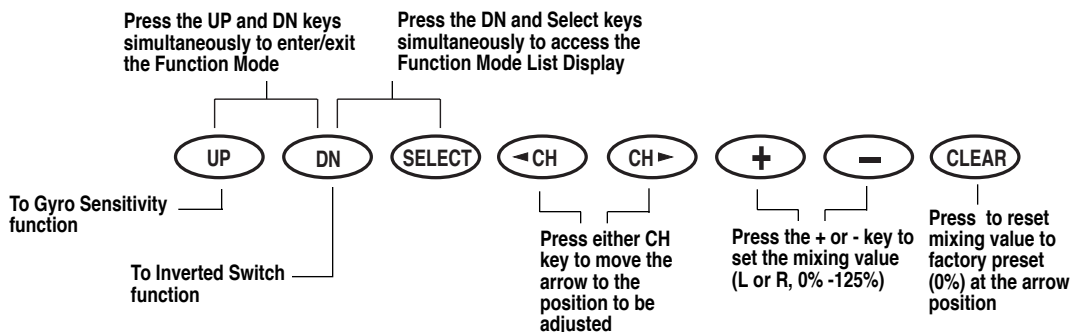 Press the UP and DN keys
simultaneously to enter/exit
the Function Mode
Press the DN and Select keys
simultaneously to access the
Function Mode List Display
UP
DN
SELECT
◄ CH
CH ►
+
−
CLEAR
To Gyro Sensitivity
function
To Inverted Switch
function
Press either CH
key to move the
arrow to the
position to be
adjusted
Press the + or - key to
set the mixing value
(L or R, 0% -125%)
Press to reset
mixing value to
factory preset
(0%) at the arrow
position